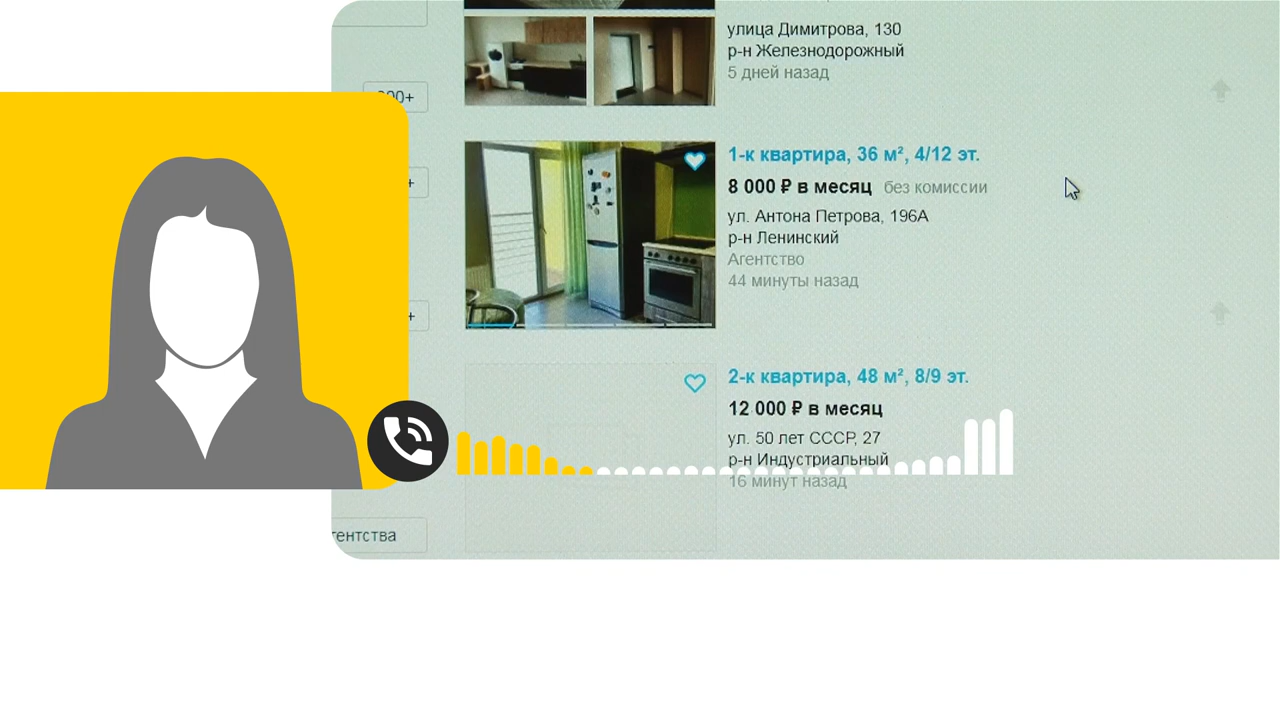 улица Димитрова, 130
р-н Железнодорожный
5 дней назад
1-к квартира, 36 м², 4/12 эт.
8 000 ₽ в месяц без комиссии
ул. Антона Петрова, 196А
р-н Ленинский
Агентство
44 минуты назад
2-к квартира, 48 м², 8/9 эт.
12 000 ₽ в месяц
ул. 50 лет СССР, 27
р-н Индустриальный
16 минут назад